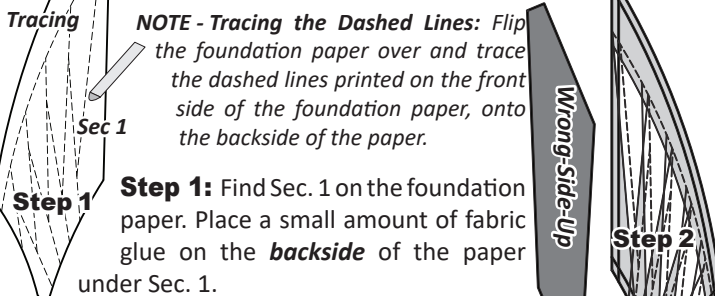 Tracing
NOTE - Tracing the Dashed Lines: Flip
the foundation paper over and trace
the dashed lines printed on the front
side of the foundation paper, onto
the backside of the paper.
Sec 1
Step 1
Step 1: Find Sec. 1 on the foundation
paper. Place a small amount of fabric
glue on the backside of the paper
under Sec. 1.
Wrong-Side-Up
Step 2